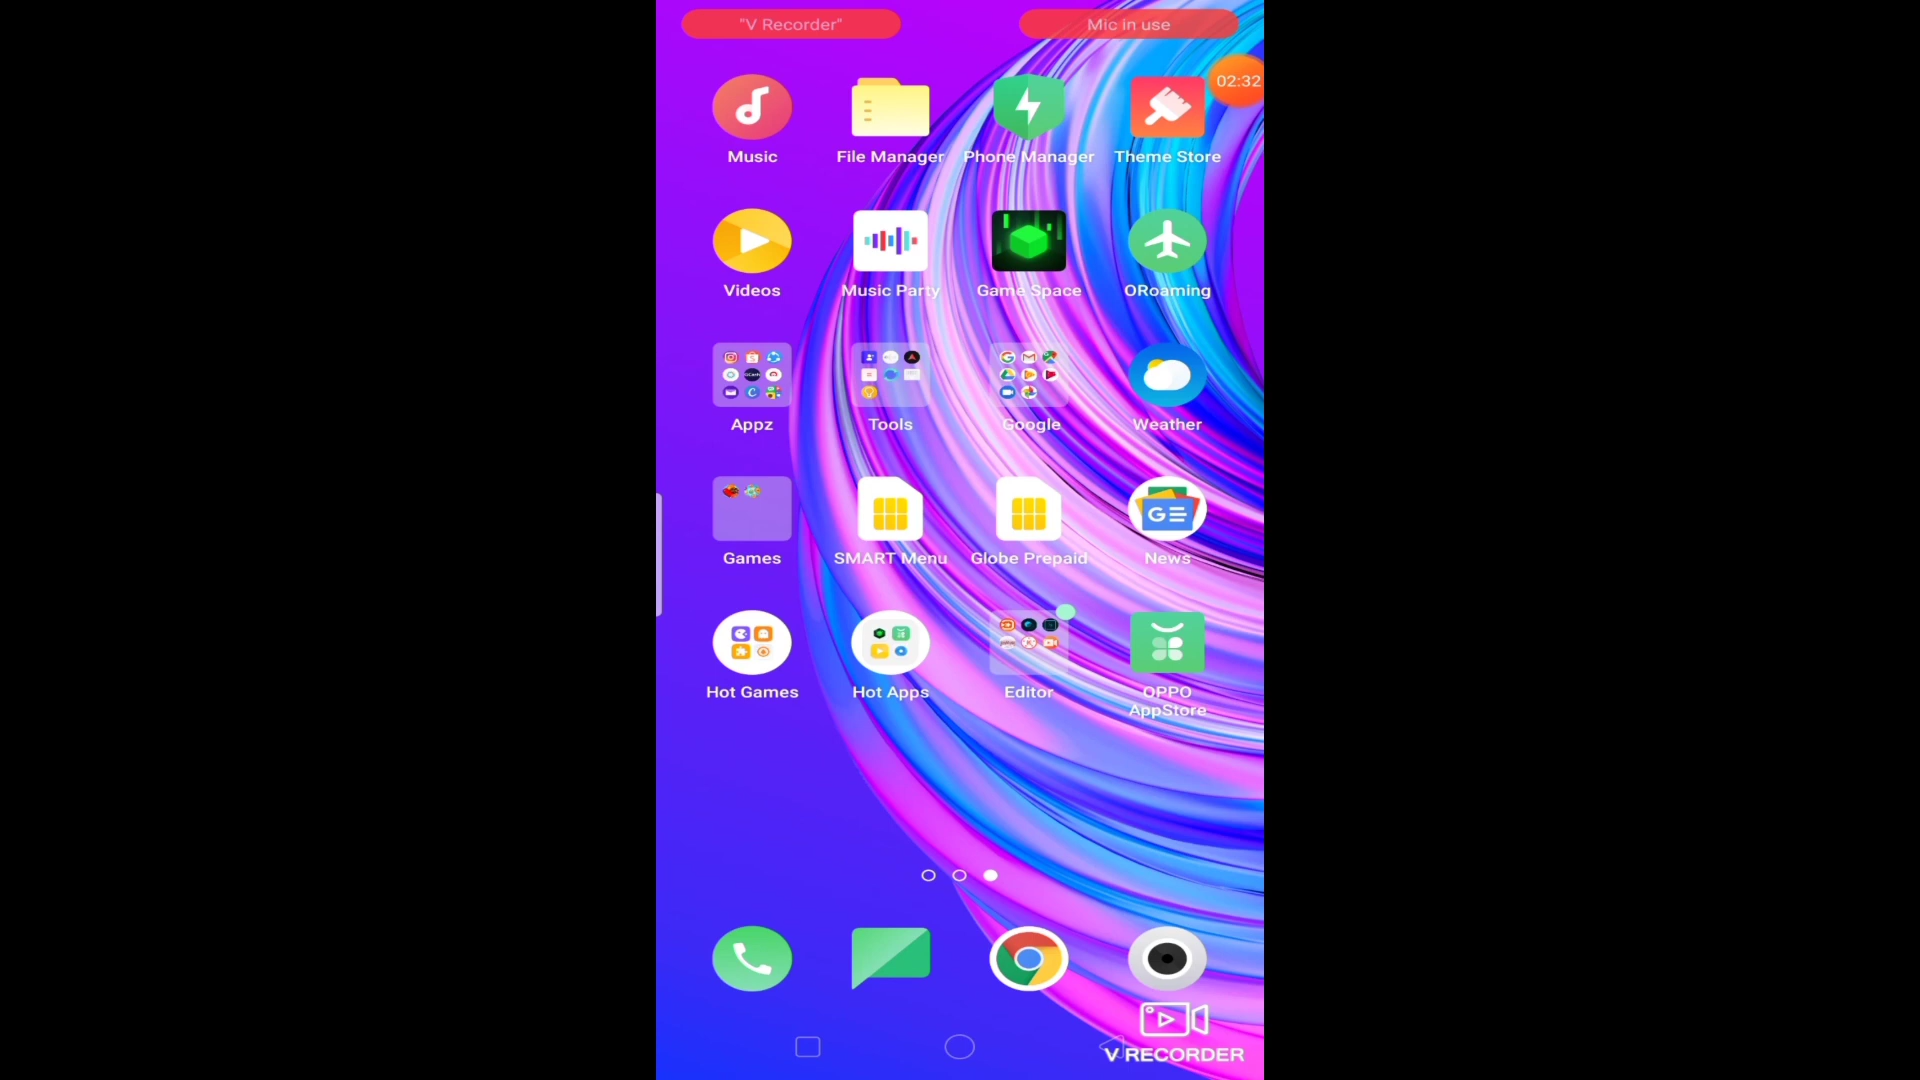 "V Recorder"
Mic in use
02:32
Music
File Manager
Phone Manager
Theme Store
Videos
Music Party
Game Space
ORoaming
Appz
Tools
Google
Weather
Games
SMART Menu
Globe Prepaid
News
Hot Games
Hot Apps
Editor
OPPO
AppStore
V RECORDER